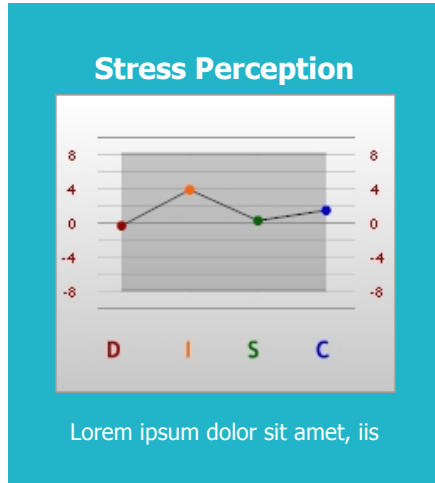 Stress Perception
8 8
4 4
0 0
-4 -4
-8 -8
D I S C
Lorem ipsum dolor sit amet, iis